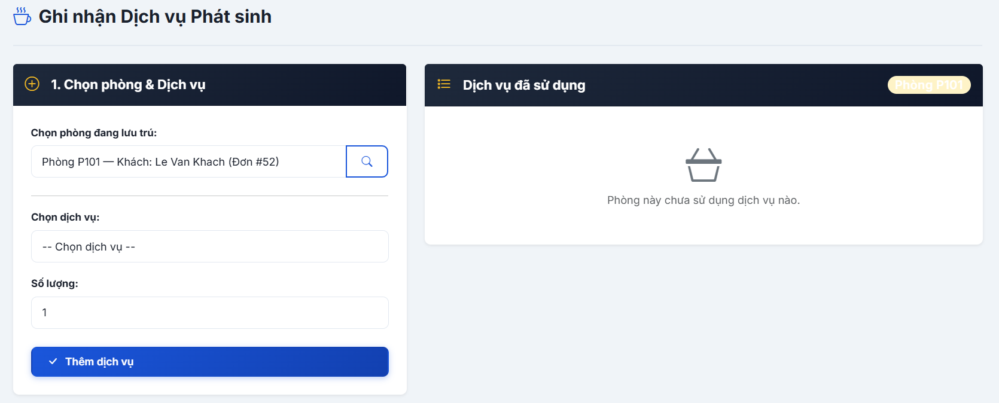 Ghi nhận Dịch vụ Phát sinh
1. Chọn phòng & Dịch vụ
Chọn phòng đang lưu trú:
Phòng P101 — Khách: Le Van Khach (Đơn #52)
Chọn dịch vụ:
-- Chọn dịch vụ --
Số lượng:
1
Thêm dịch vụ
Dịch vụ đã sử dụng
Phòng P101
Phòng này chưa sử dụng dịch vụ nào.